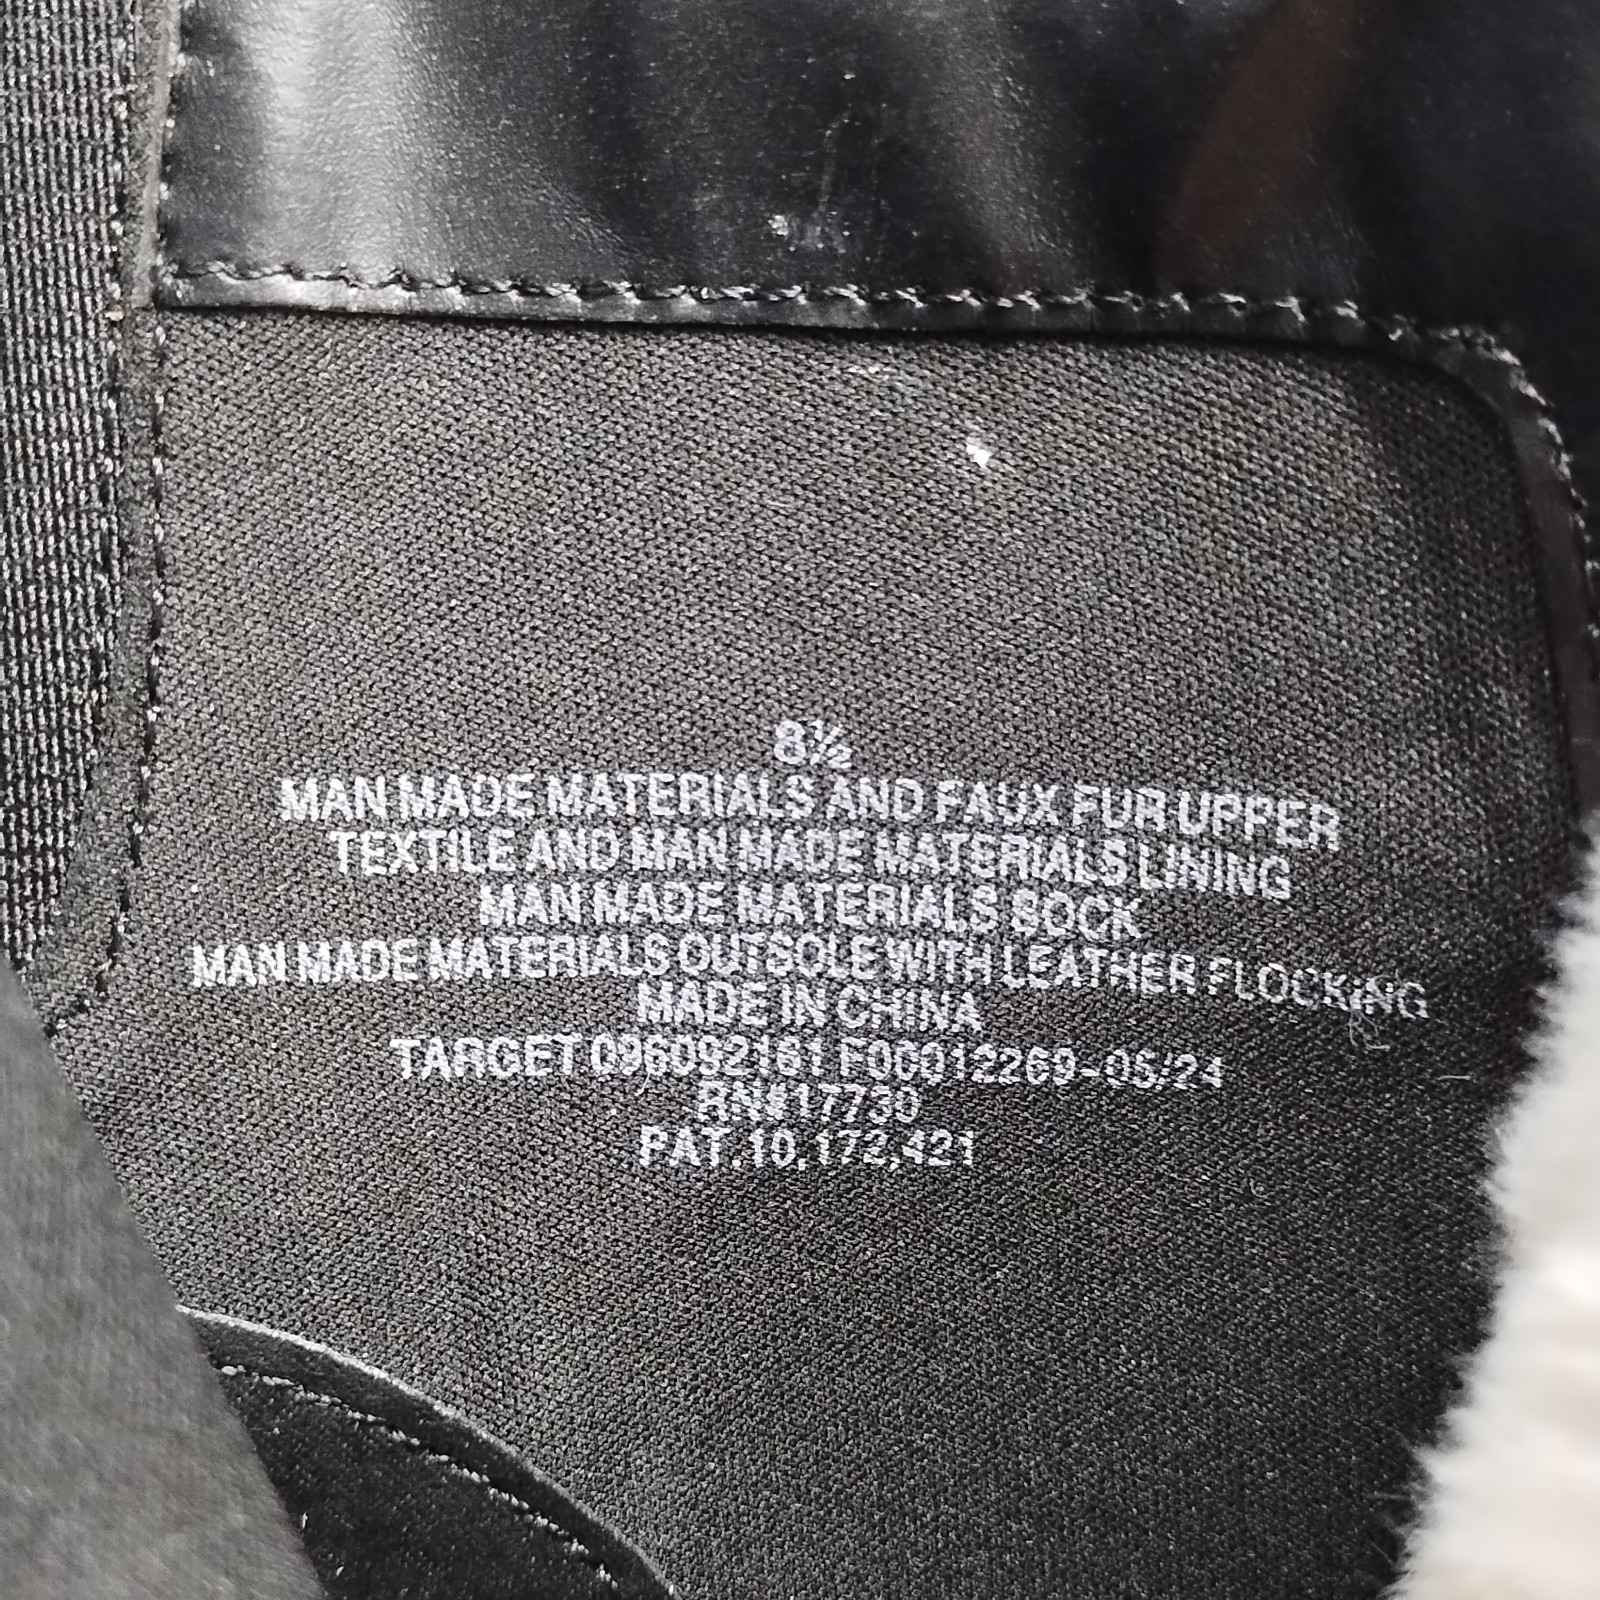 8½
MAN MADE MATERIALS AND FAUX FUR UPPER
TEXTILE AND MAN MADE MATERIALS LINING
MAN MADE MATERIALS SOCK
MAN MADE MATERIALS OUTSOLE WITH LEATHER FLOCKING
MADE IN CHINA
TARGET 096092161 F00012269-05/24
RN#17730
PAT.10,172,421